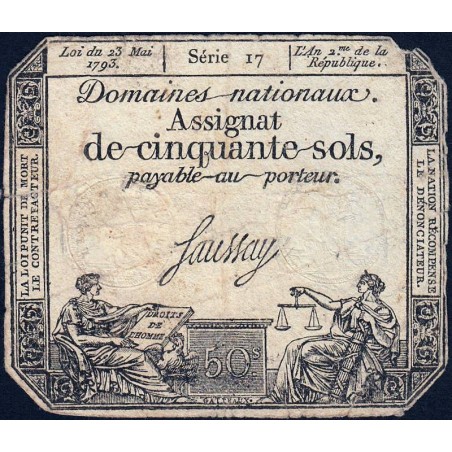 Loi du 23 Mai
1793.
Série 17
L'An 2.me de la
République.
Domaines nationaux.
Assignat
de cinquante sols,
payable au porteur.
Saussay
LA LOI PUNIT DE MORT
LE CONTREFACTEUR.
LA NATION RÉCOMPENSE
LE DÉNONCIATEUR.
DROITS
DE
L'HOMME
50s
GATTEAUX